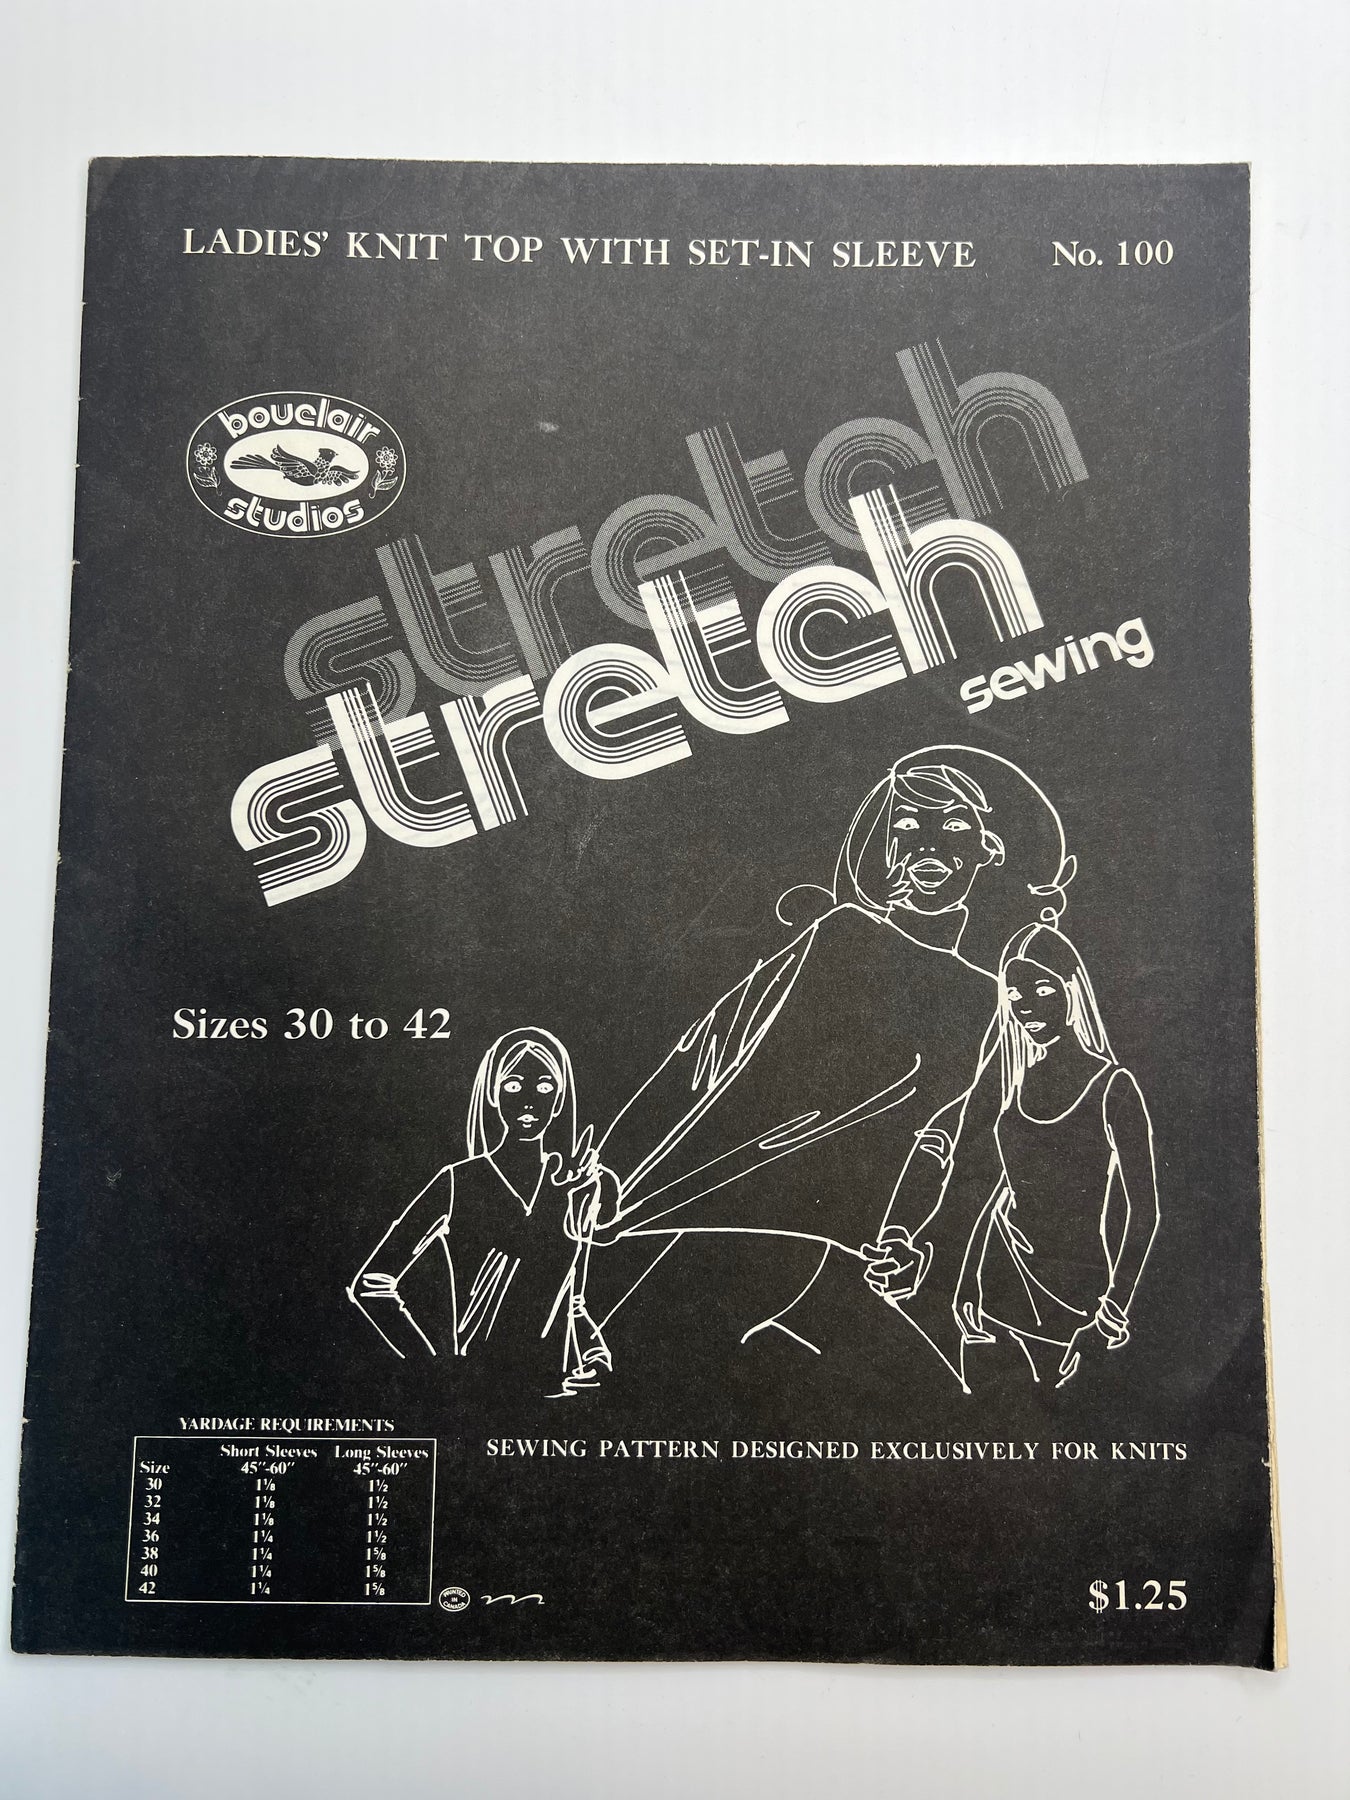 LADIES' KNIT TOP WITH SET-IN SLEEVE No. 100
bouclair
studios
stretch
stretch
sewing
Sizes 30 to 42
YARDAGE REQUIREMENTS
Short Sleeves Long Sleeves
Size 45"-60" 45"-60"
30 1⅛ 1½
32 1⅛ 1½
34 1⅛ 1½
36 1¼ 1½
38 1¼ 1⅝
40 1¼ 1⅝
42 1¼ 1⅝
SEWING PATTERN DESIGNED EXCLUSIVELY FOR KNITS
PRINTED
IN
CANADA
$1.25